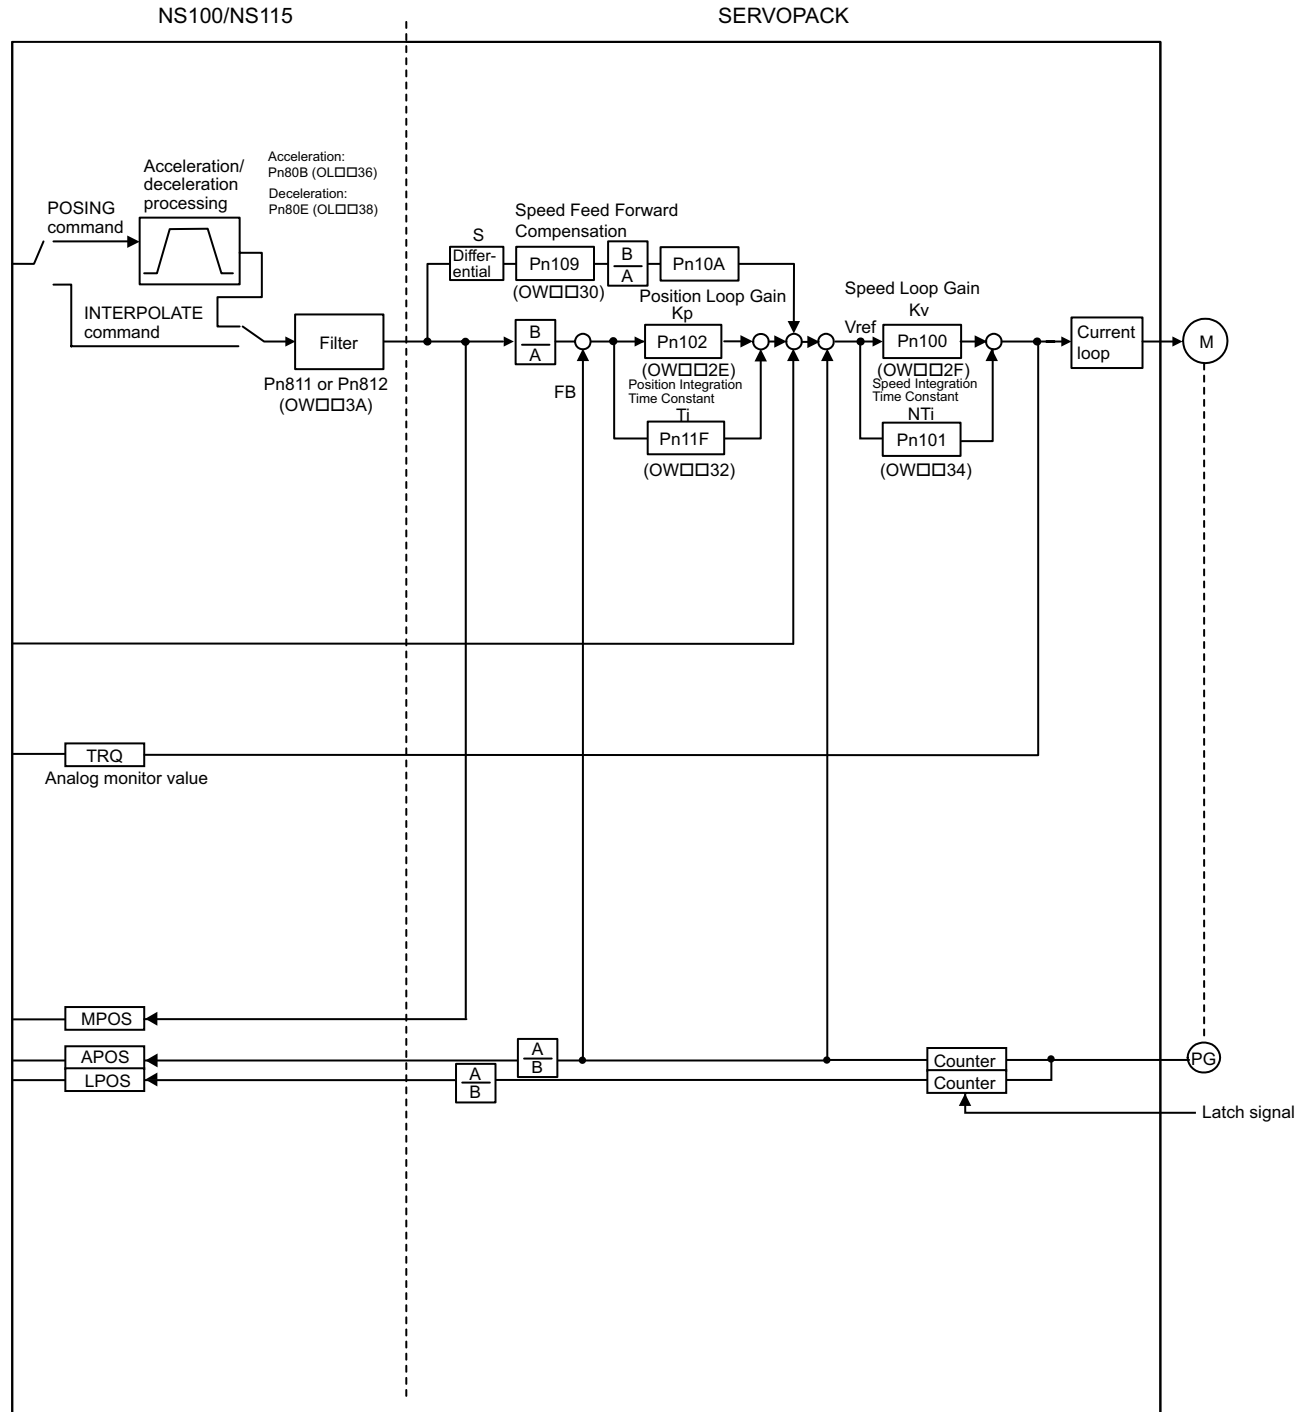 NS100/NS115
SERVOPACK
Acceleration/
deceleration
processing
Acceleration:
Pn80B (OL□□36)
Deceleration:
Pn80E (OL□□38)
POSING
command
INTERPOLATE
command
Filter
Pn811 or Pn812
(OW□□3A)
Speed Feed Forward
Compensation
S
Differ-
ential
Pn109
(OW□□30)
B
A
Pn10A
B
A
FB
Position Loop Gain
Kp
Pn102
(OW□□2E)
Position Integration
Time Constant
Ti
Pn11F
(OW□□32)
Vref
Speed Loop Gain
Kv
Pn100
(OW□□2F)
Speed Integration
Time Constant
NTi
Pn101
(OW□□34)
Current
loop
M
TRQ
Analog monitor value
MPOS
APOS
LPOS
A
B
A
B
Counter
Counter
PG
Latch signal